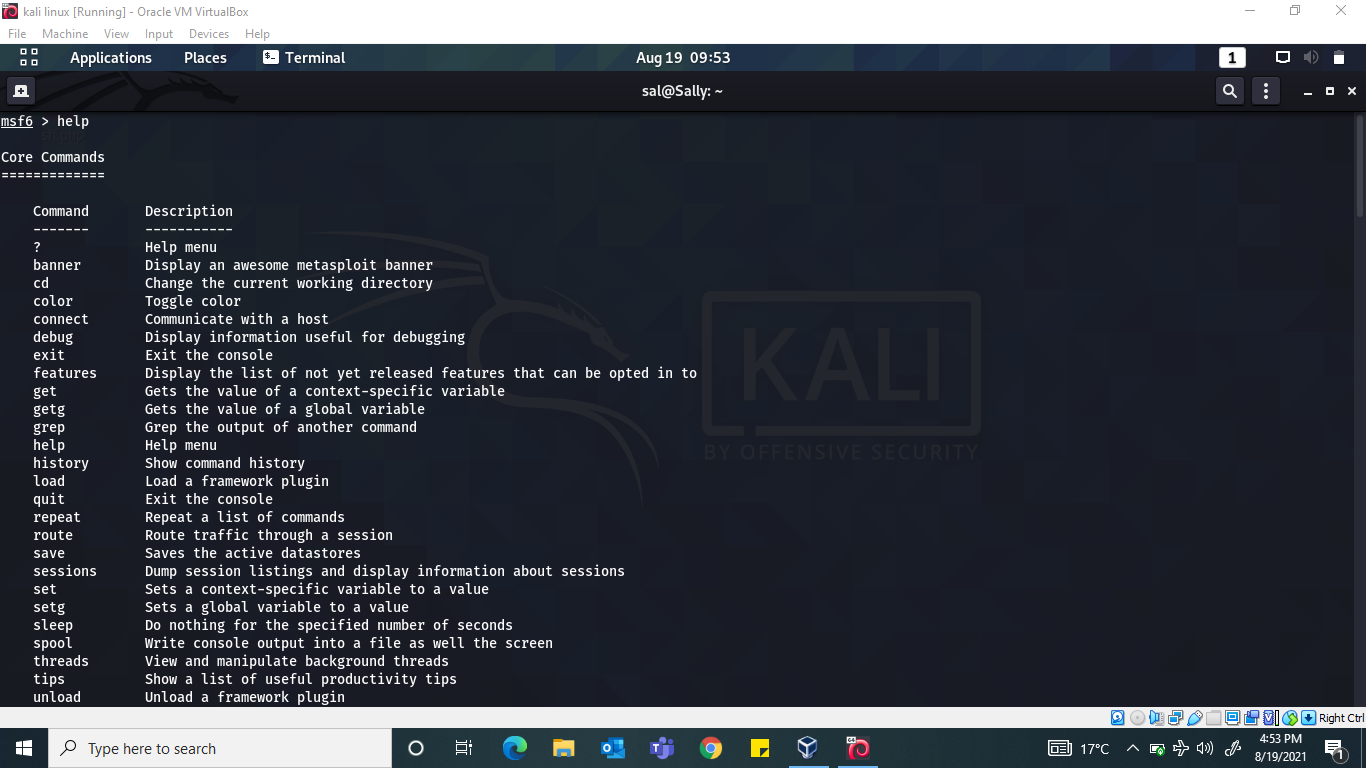 kali linux [Running] - Oracle VM VirtualBox
File Machine View Input Devices Help
Applications Places Terminal Aug 19 09:53 1
sal@Sally: ~
msf6 > help
Core Commands
=============
Command Description
------- -----------
? Help menu
banner Display an awesome metasploit banner
cd Change the current working directory
color Toggle color
connect Communicate with a host
debug Display information useful for debugging
exit Exit the console
features Display the list of not yet released features that can be opted in to
get Gets the value of a context-specific variable
getg Gets the value of a global variable
grep Grep the output of another command
help Help menu
history Show command history
load Load a framework plugin
quit Exit the console
repeat Repeat a list of commands
route Route traffic through a session
save Saves the active datastores
sessions Dump session listings and display information about sessions
set Sets a context-specific variable to a value
setg Sets a global variable to a value
sleep Do nothing for the specified number of seconds
spool Write console output into a file as well the screen
threads View and manipulate background threads
tips Show a list of useful productivity tips
unload Unload a framework plugin
KALI
BY OFFENSIVE SECURITY
Right Ctrl
Type here to search
17°C
4:53 PM
8/19/2021
1